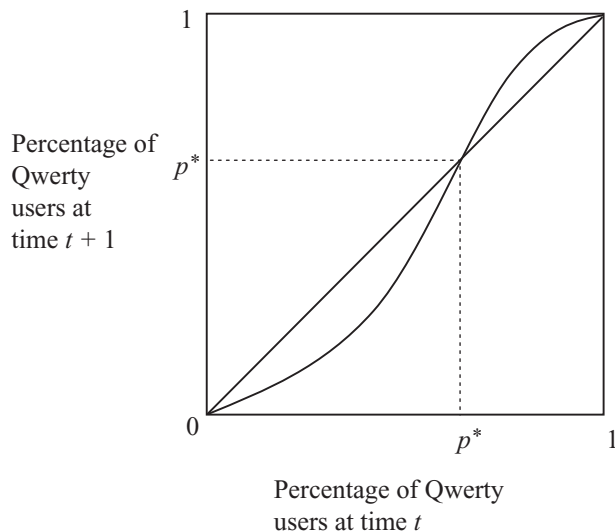 1
Percentage of
Qwerty
users at
time t + 1
p*
0
p*
1
Percentage of Qwerty
users at time t